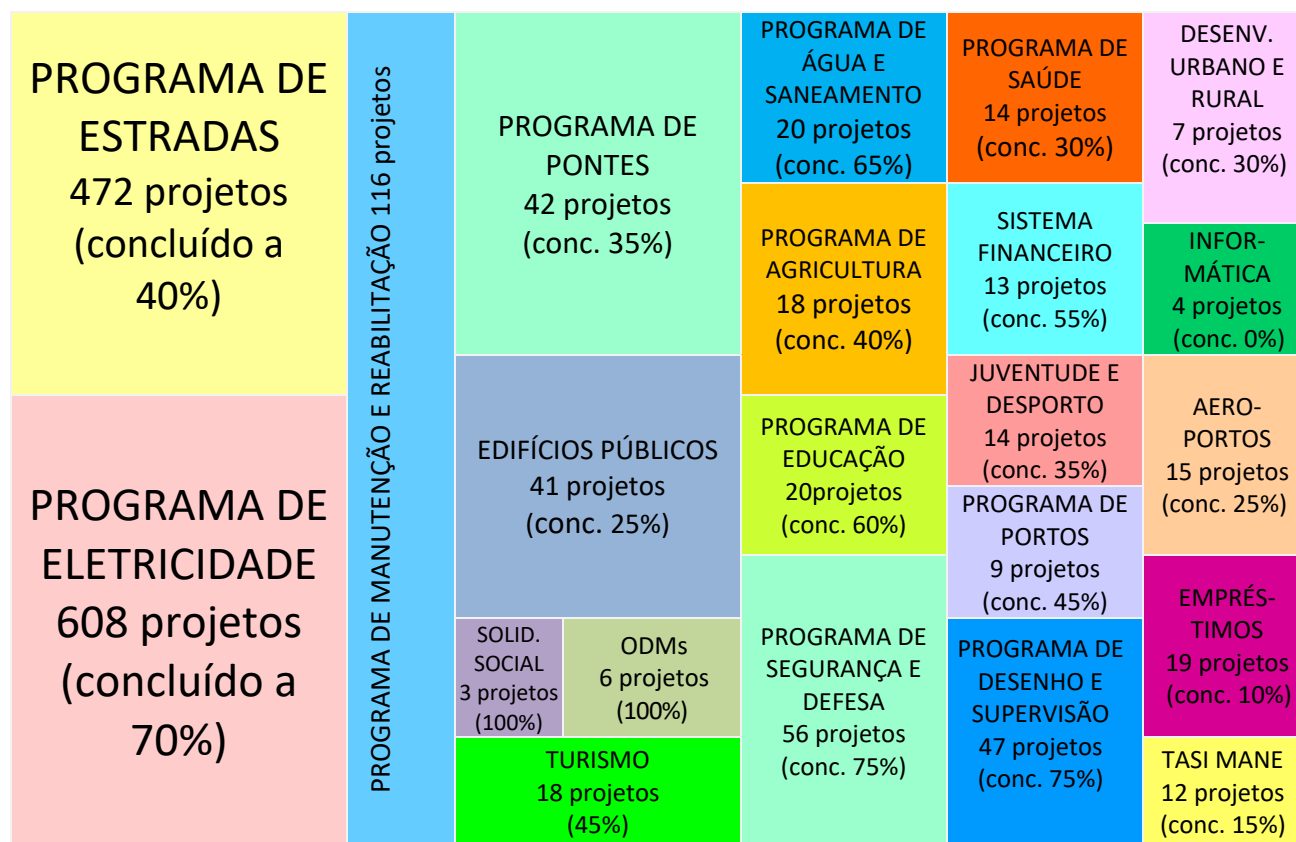 PROGRAMA DE
ESTRADAS
472 projetos
(concluído a
40%)
PROGRAMA DE
ELETRICIDADE
608 projetos
(concluído a
70%)
PROGRAMA DE MANUTENÇÃO E REABILITAÇÃO 116 projetos
PROGRAMA DE
PONTES
42 projetos
(conc. 35%)
EDIFÍCIOS PÚBLICOS
41 projetos
(conc. 25%)
SOLID.
SOCIAL
3 projetos
(100%)
ODMs
6 projetos
(100%)
TURISMO
18 projetos
(45%)
PROGRAMA DE
ÁGUA E
SANEAMENTO
20 projetos
(conc. 65%)
PROGRAMA DE
AGRICULTURA
18 projetos
(conc. 40%)
PROGRAMA DE
EDUCAÇÃO
20projetos
(conc. 60%)
PROGRAMA DE
SEGURANÇA E
DEFESA
56 projetos
(conc. 75%)
PROGRAMA DE
SAÚDE
14 projetos
(conc. 30%)
SISTEMA
FINANCEIRO
13 projetos
(conc. 55%)
JUVENTUDE E
DESPORTO
14 projetos
(conc. 35%)
PROGRAMA DE
PORTOS
9 projetos
(conc. 45%)
PROGRAMA DE
DESENHO E
SUPERVISÃO
47 projetos
(conc. 75%)
DESENV.
URBANO E
RURAL
7 projetos
(conc. 30%)
INFOR-
MÁTICA
4 projetos
(conc. 0%)
AERO-
PORTOS
15 projetos
(conc. 25%)
EMPRÉS-
TIMOS
19 projetos
(conc. 10%)
TASI MANE
12 projetos
(conc. 15%)